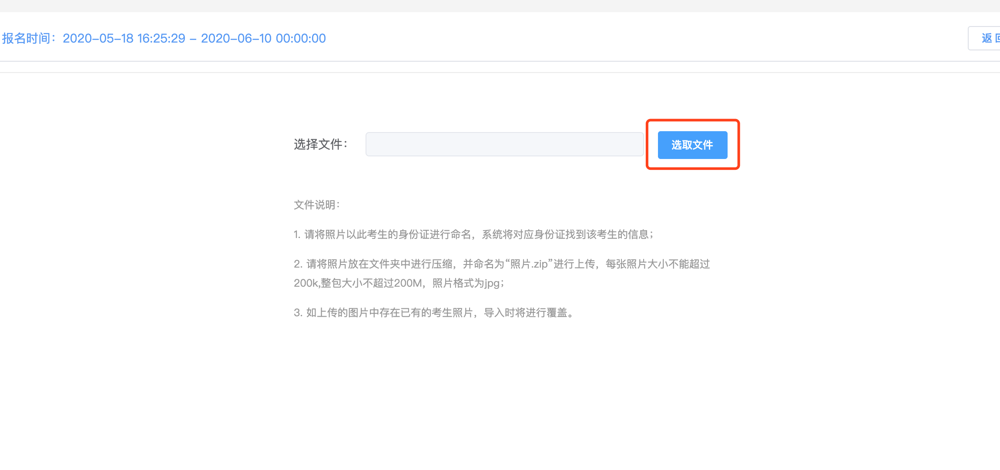 报名时间：2020-05-18 16:25:29 - 2020-06-10 00:00:00
返
选择文件：
选取文件
文件说明：
1. 请将照片以此考生的身份证进行命名，系统将对应身份证找到该考生的信息；
2. 请将照片放在文件夹中进行压缩，并命名为“照片.zip”进行上传，每张照片大小不能超过
200k,整包大小不超过200M，照片格式为jpg；
3. 如上传的图片中存在已有的考生照片，导入时将进行覆盖。